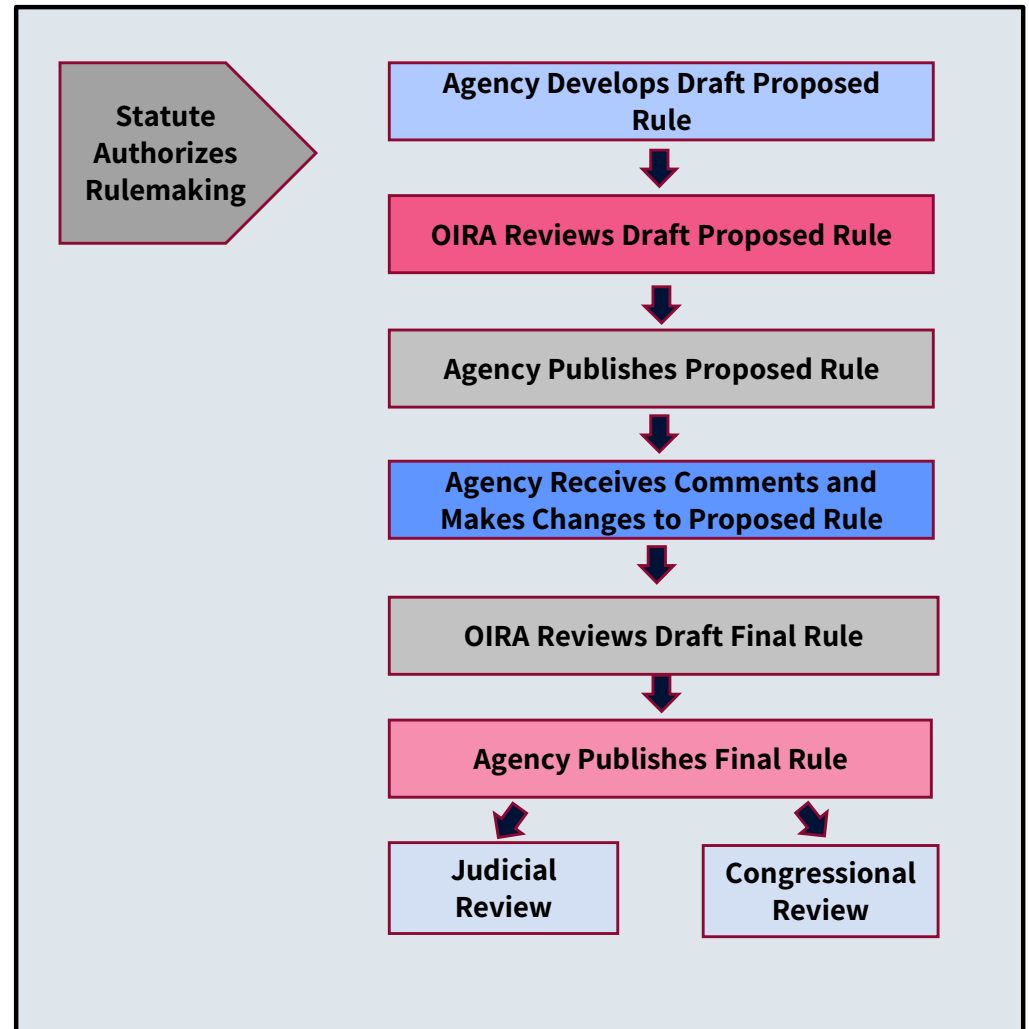 Statute
Authorizes
Rulemaking
Agency Develops Draft Proposed
Rule
OIRA Reviews Draft Proposed Rule
Agency Publishes Proposed Rule
Agency Receives Comments and
Makes Changes to Proposed Rule
OIRA Reviews Draft Final Rule
Agency Publishes Final Rule
Judicial
Review
Congressional
Review